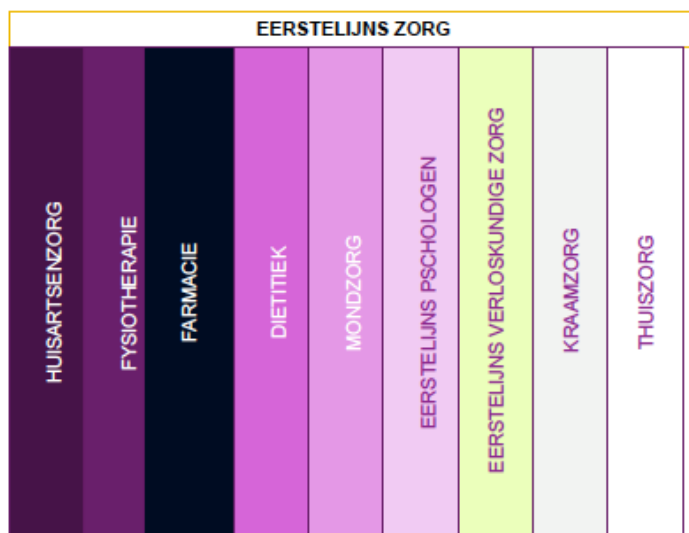 EERSTELIJNS ZORG
HUISARTSENZORG
FYSIOTHERAPIE
FARMACIE
DIETITIEK
MONDZORG
EERSTELIJNS PSCHOLOGEN
EERSTELIJNS VERLOSKUNDIGE ZORG
KRAAMZORG
THUISZORG